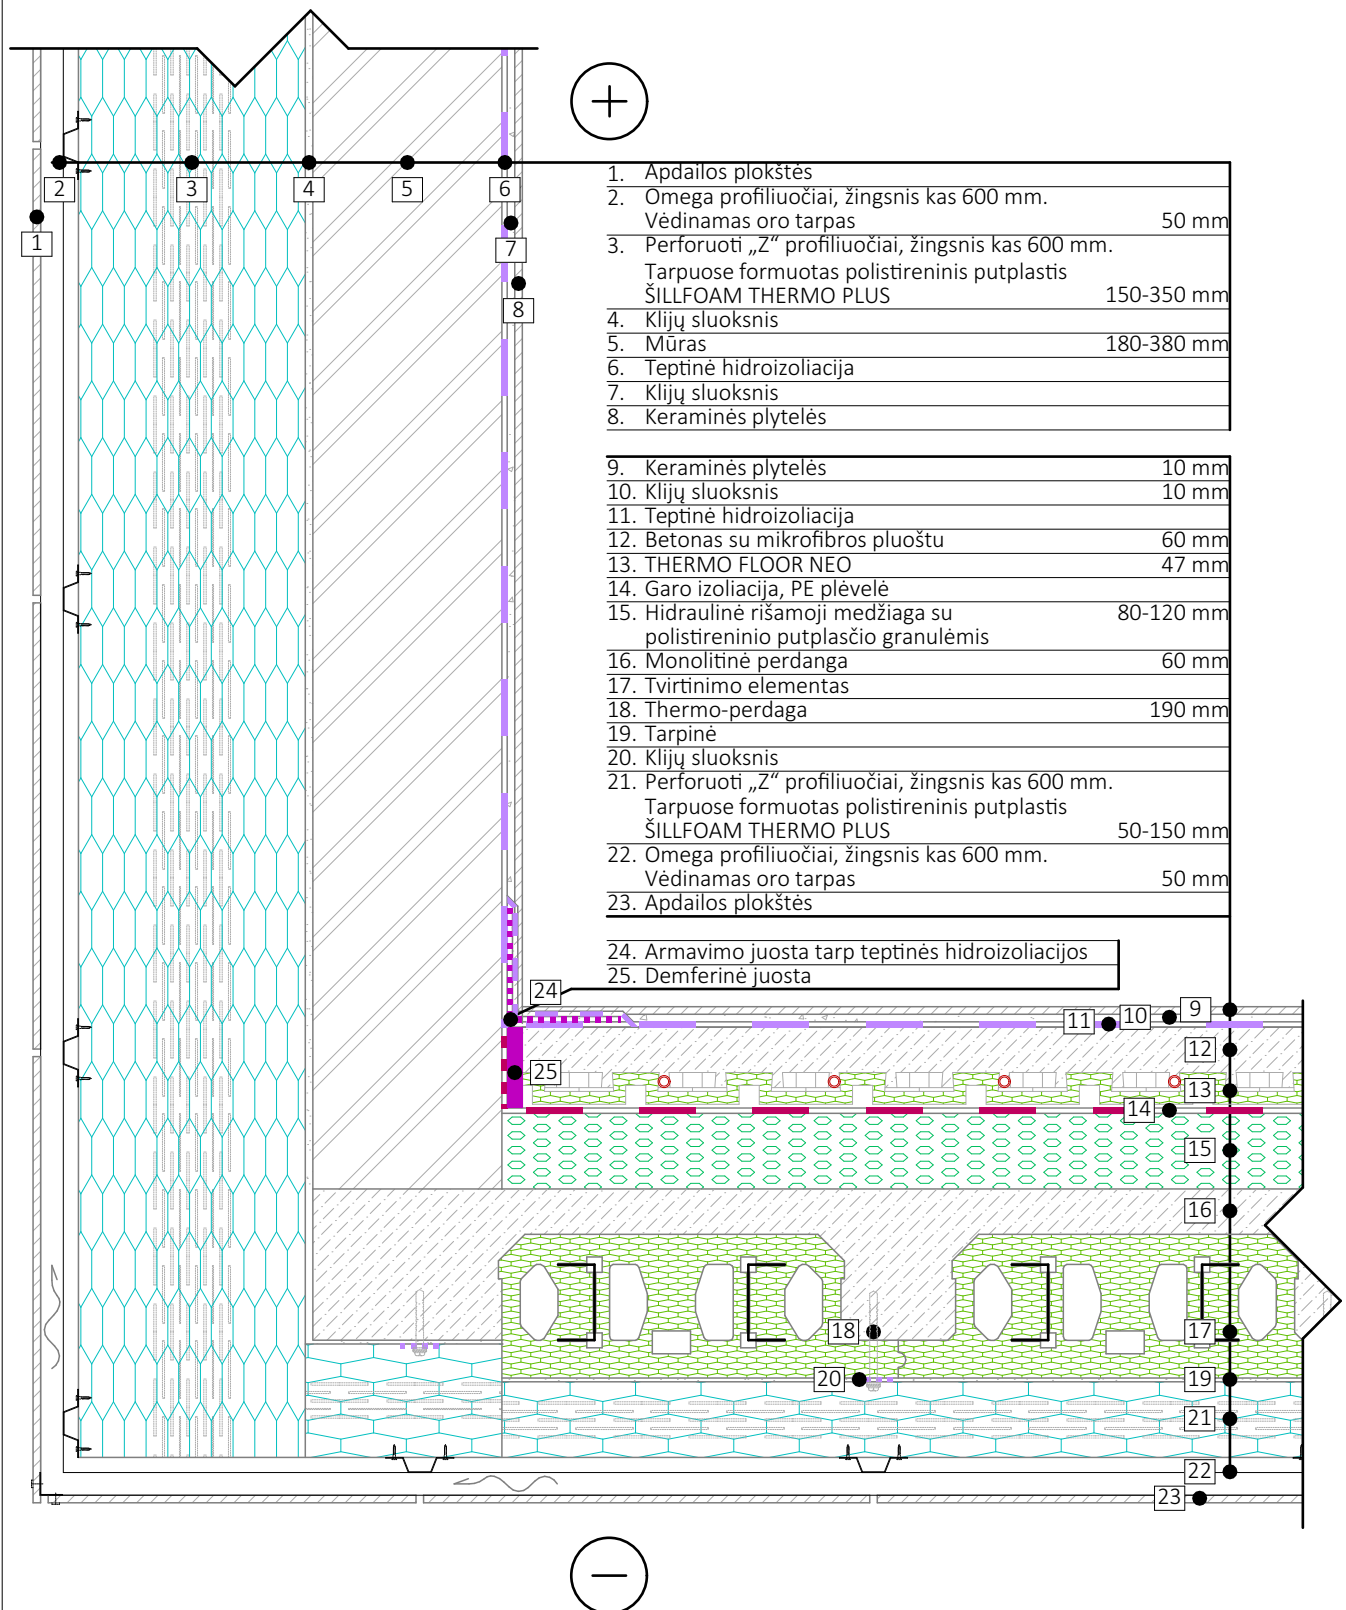 1. Apdailos plokštės
2. Omega profiliuočiai, žingsnis kas 600 mm.
Vėdinamas oro tarpas 50 mm
3. Perforuoti „Z“ profiliuočiai, žingsnis kas 600 mm.
Tarpuose formuotas polistireninis putplastis
ŠILLFOAM THERMO PLUS 150-350 mm
4. Klijų sluoksnis
5. Mūras 180-380 mm
6. Teptinė hidroizoliacija
7. Klijų sluoksnis
8. Keraminės plytelės
9. Keraminės plytelės 10 mm
10. Klijų sluoksnis 10 mm
11. Teptinė hidroizoliacija
12. Betonas su mikrofibros pluoštu 60 mm
13. THERMO FLOOR NEO 47 mm
14. Garo izoliacija, PE plėvelė
15. Hidraulinė rišamoji medžiaga su 80-120 mm
polistireninio putplasčio granulėmis
16. Monolitinė perdanga 60 mm
17. Tvirtinimo elementas
18. Thermo-perdaga 190 mm
19. Tarpinė
20. Klijų sluoksnis
21. Perforuoti „Z“ profiliuočiai, žingsnis kas 600 mm.
Tarpuose formuotas polistireninis putplastis
ŠILLFOAM THERMO PLUS 50-150 mm
22. Omega profiliuočiai, žingsnis kas 600 mm.
Vėdinamas oro tarpas 50 mm
23. Apdailos plokštės
24. Armavimo juosta tarp teptinės hidroizoliacijos
25. Demferinė juosta
+
2 3 4 5 6
1
7
8
24
9
10
11
12
25
13
14
15
16
17
18
19
20
21
22
23
−